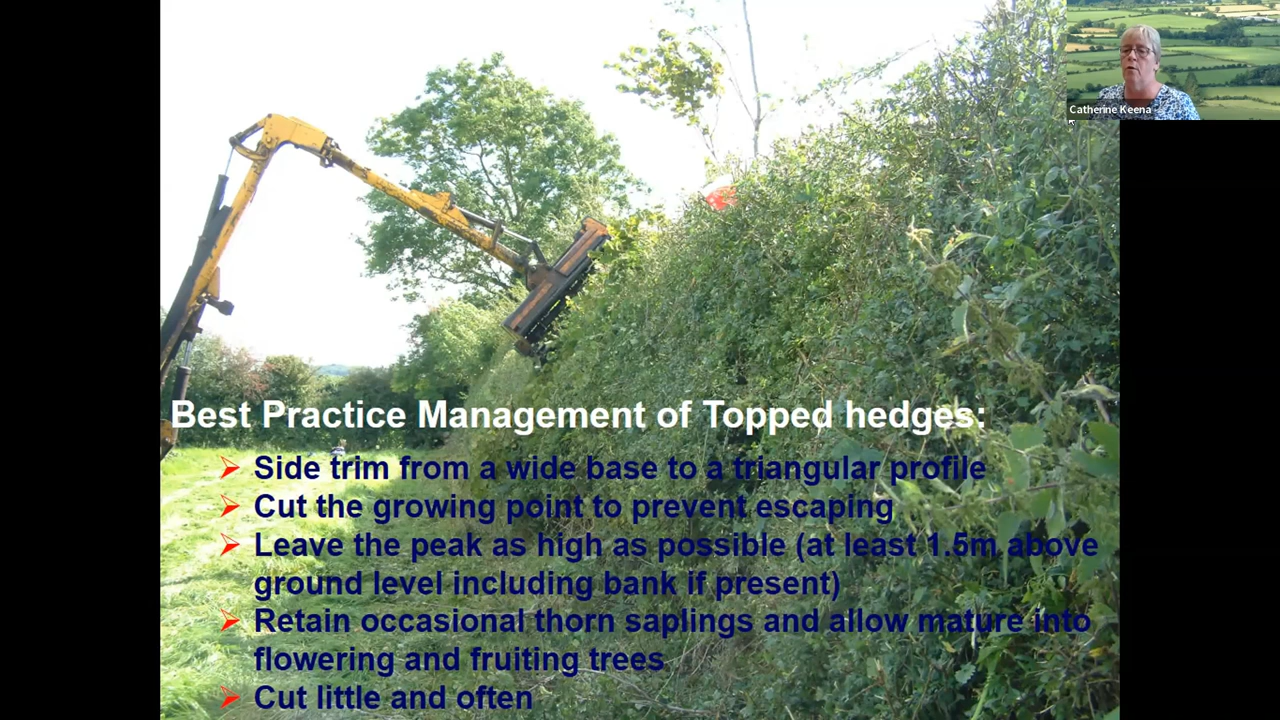 Catherine Keena
Best Practice Management of Topped hedges:
Side trim from a wide base to a triangular profile
Cut the growing point to prevent escaping
Leave the peak as high as possible (at least 1.5m above
ground level including bank if present)
Retain occasional thorn saplings and allow mature into
flowering and fruiting trees
Cut little and often